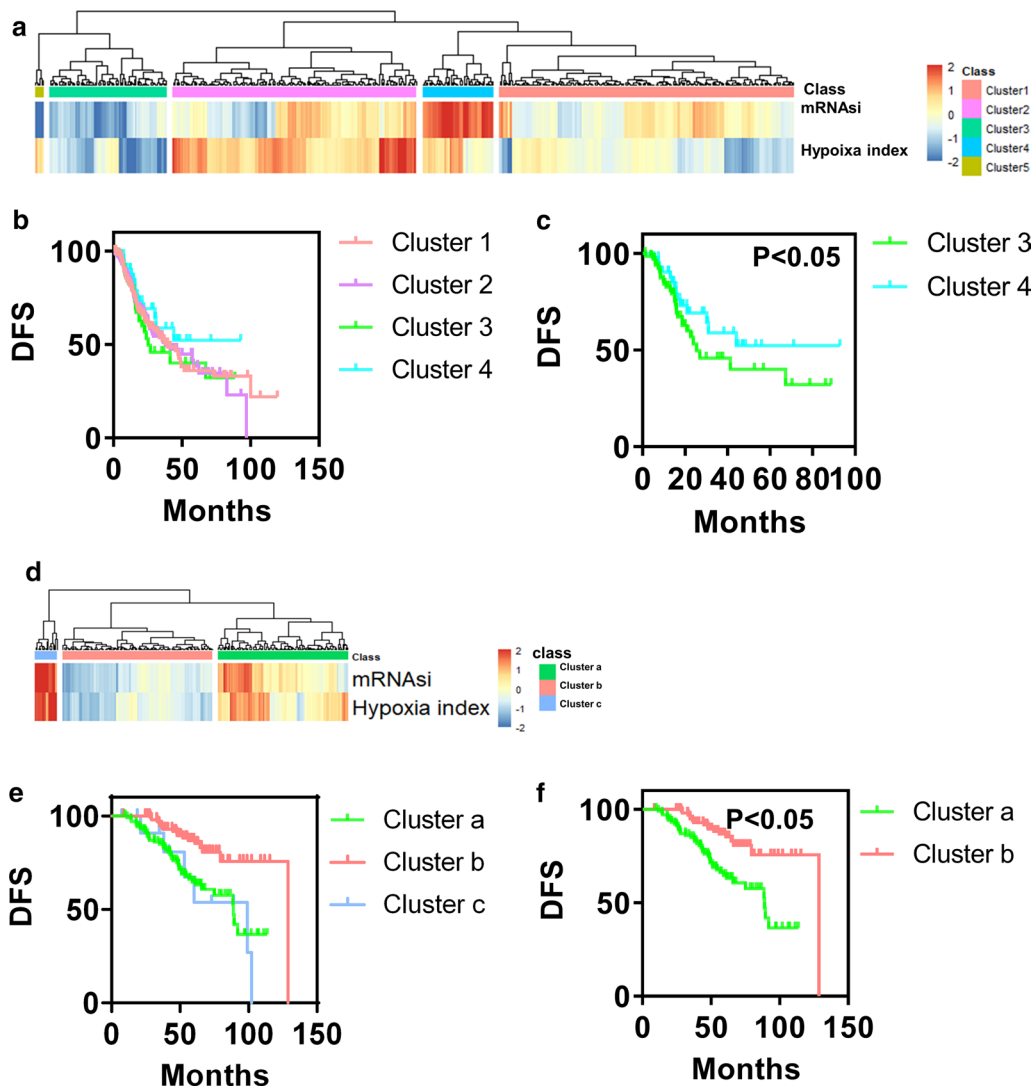 a
Class
mRNAsi
Hypoixa index
2
1
0
-1
-2
Class
Cluster1
Cluster2
Cluster3
Cluster4
Cluster5
b
100
50
0
DFS
0 50 100 150
Months
Cluster 1
Cluster 2
Cluster 3
Cluster 4
c
100
50
0
DFS
P<0.05
0 20 40 60 80 100
Months
Cluster 3
Cluster 4
d
Class
mRNAsi
Hypoxia index
2
1
0
-1
-2
class
Cluster a
Cluster b
Cluster c
e
100
50
0
DFS
0 50 100 150
Months
Cluster a
Cluster b
Cluster c
f
100
50
0
DFS
P<0.05
0 50 100 150
Months
Cluster a
Cluster b